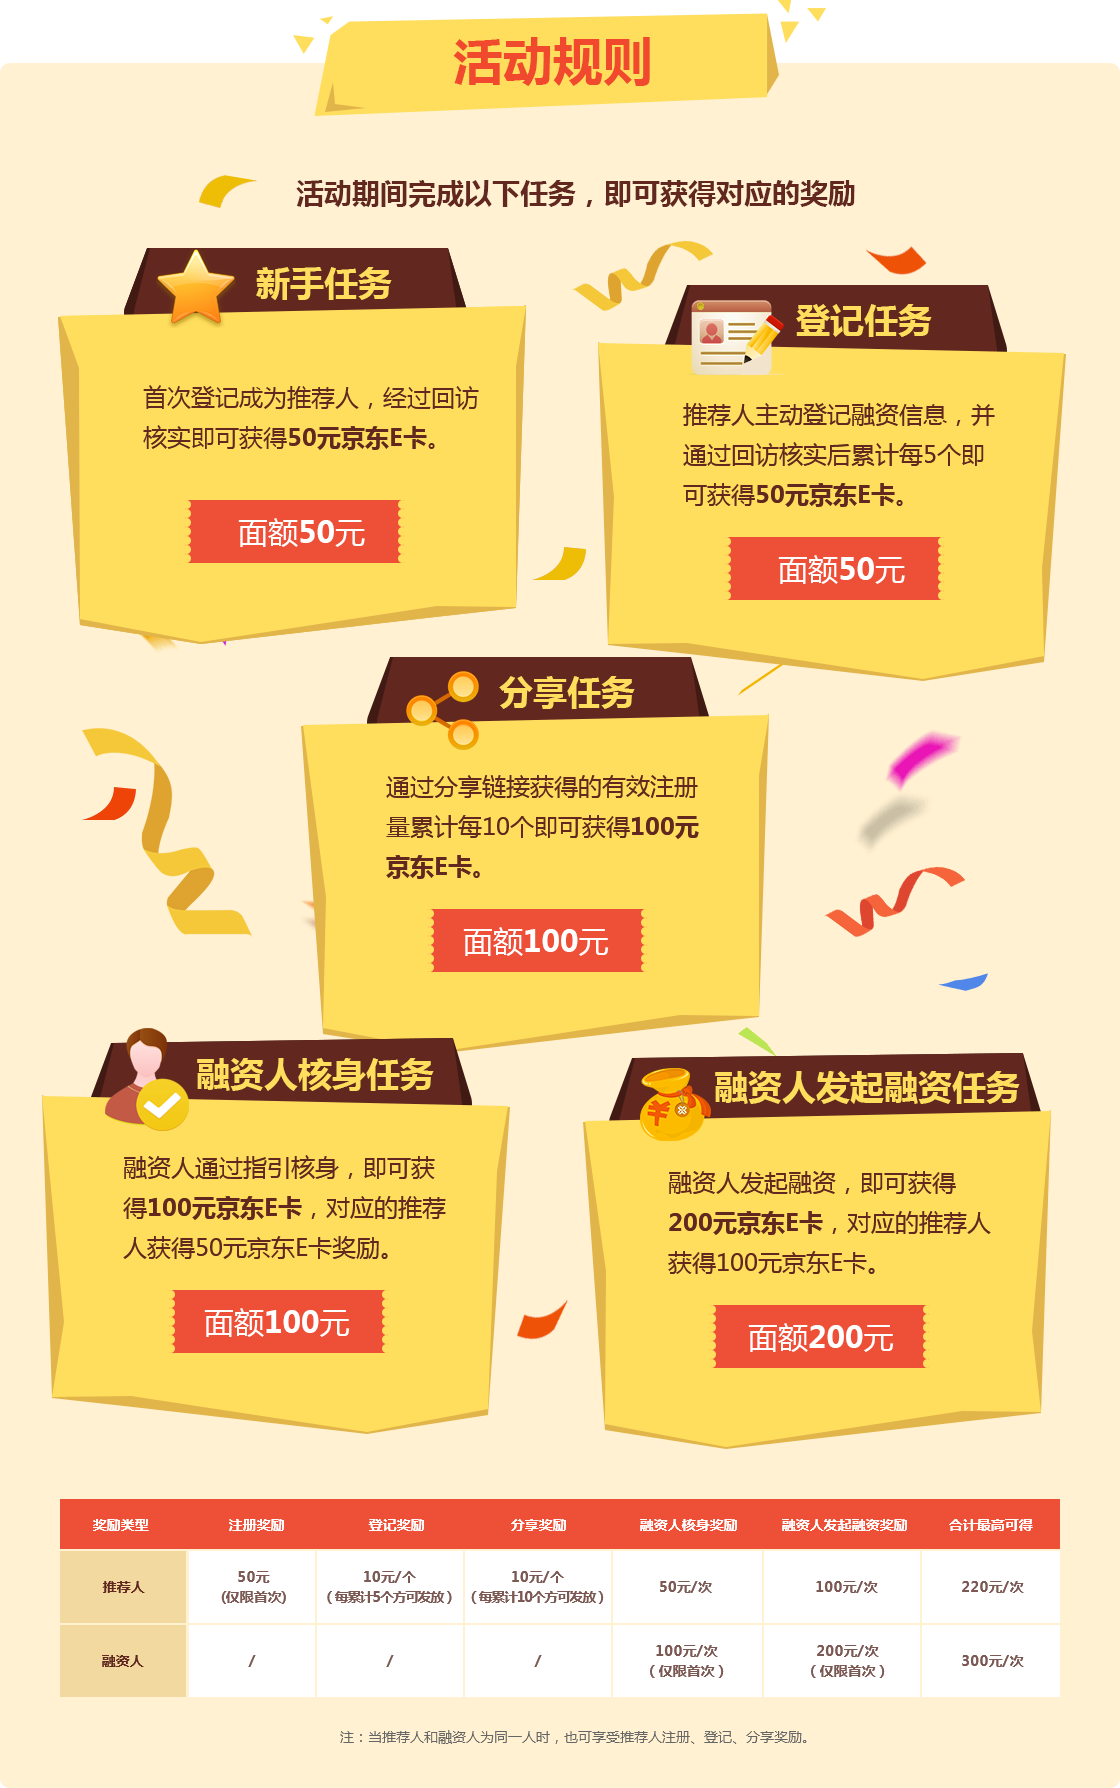 活动规则
活动期间完成以下任务，即可获得对应的奖励
新手任务
首次登记成为推荐人，经过回访
核实即可获得50元京东E卡。
面额50元
登记任务
推荐人主动登记融资信息，并
通过回访核实后累计每5个即
可获得50元京东E卡。
面额50元
分享任务
通过分享链接获得的有效注册
量累计每10个即可获得100元
京东E卡。
面额100元
融资人核身任务
融资人通过指引核身，即可获
得100元京东E卡，对应的推荐
人获得50元京东E卡奖励。
面额100元
融资人发起融资任务
融资人发起融资，即可获得
200元京东E卡，对应的推荐人
获得100元京东E卡。
面额200元
奖励类型 注册奖励 登记奖励 分享奖励 融资人核身奖励 融资人发起融资奖励 合计最高可得
推荐人 50元 10元/个 10元/个 50元/次 100元/次 220元/次
(仅限首次) （每累计5个方可发放） （每累计10个方可发放）
融资人 / / / 100元/次 200元/次 300元/次
（仅限首次） （仅限首次）
注：当推荐人和融资人为同一人时，也可享受推荐人注册、登记、分享奖励。